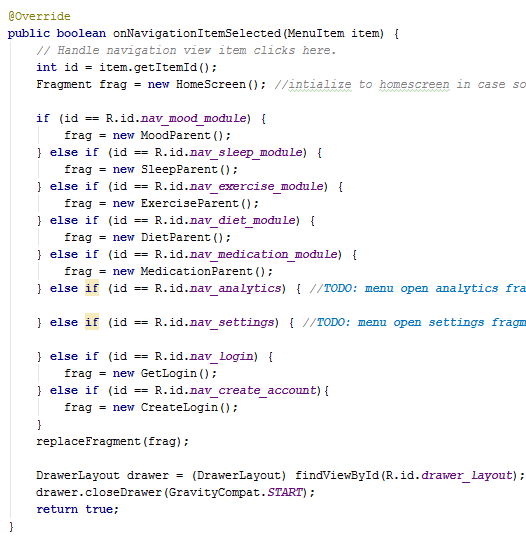 @Override
public boolean onNavigationItemSelected(MenuItem item) {
    // Handle navigation view item clicks here.
    int id = item.getItemId();
    Fragment frag = new HomeScreen(); //intialize to homescreen in case so
    if (id == R.id.nav_mood_module) {
        frag = new MoodParent();
    } else if (id == R.id.nav_sleep_module) {
        frag = new SleepParent();
    } else if (id == R.id.nav_exercise_module) {
        frag = new ExerciseParent();
    } else if (id == R.id.nav_diet_module) {
        frag = new DietParent();
    } else if (id == R.id.nav_medication_module) {
        frag = new MedicationParent();
    } else if (id == R.id.nav_analytics) { //TODO: menu open analytics fra
    } else if (id == R.id.nav_settings) { //TODO: menu open settings fragm
    } else if (id == R.id.nav_login) {
        frag = new GetLogin();
    } else if (id == R.id.nav_create_account){
        frag = new CreateLogin();
    }
    replaceFragment(frag);
    DrawerLayout drawer = (DrawerLayout) findViewById(R.id.drawer_layout);
    drawer.closeDrawer(GravityCompat.START);
    return true;
}